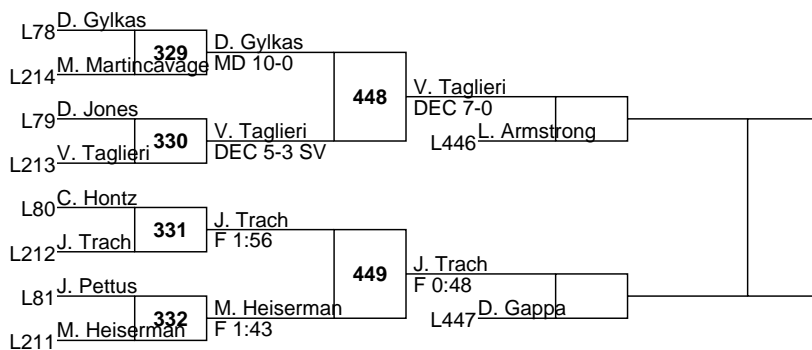 L78 D. Gylkas
329
L214 M. Martincavage
D. Gylkas
MD 10-0
L79 D. Jones
330
L213 V. Taglieri
V. Taglieri
DEC 5-3 SV
448
V. Taglieri
DEC 7-0
L446 L. Armstrong
L80 C. Hontz
331
L212 J. Trach
J. Trach
F 1:56
L81 J. Pettus
332
L211 M. Heiserman
M. Heiserman
F 1:43
449
J. Trach
F 0:48
L447 D. Gappa